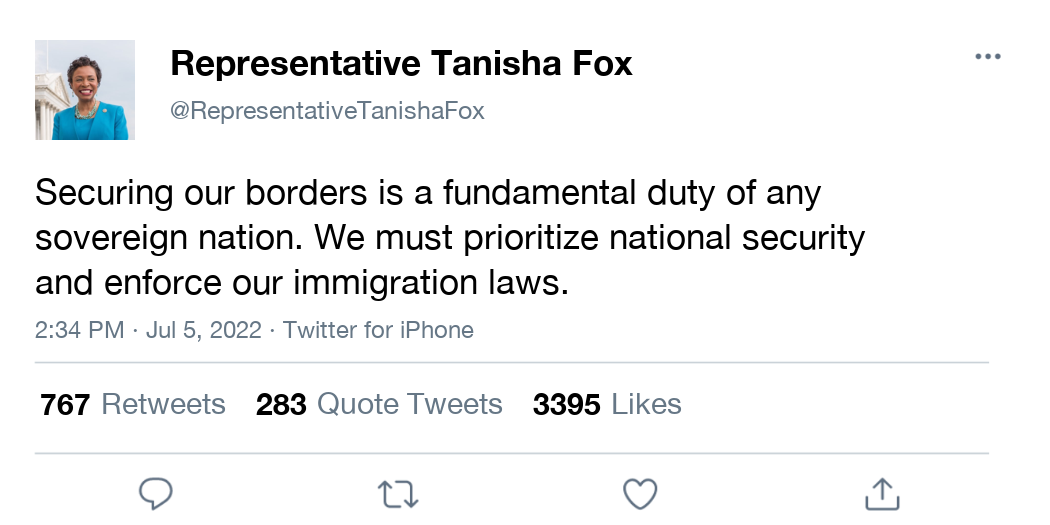 Representative Tanisha Fox
@RepresentativeTanishaFox
Securing our borders is a fundamental duty of any
sovereign nation. We must prioritize national security
and enforce our immigration laws.
2:34 PM · Jul 5, 2022 · Twitter for iPhone
767 Retweets 283 Quote Tweets 3395 Likes